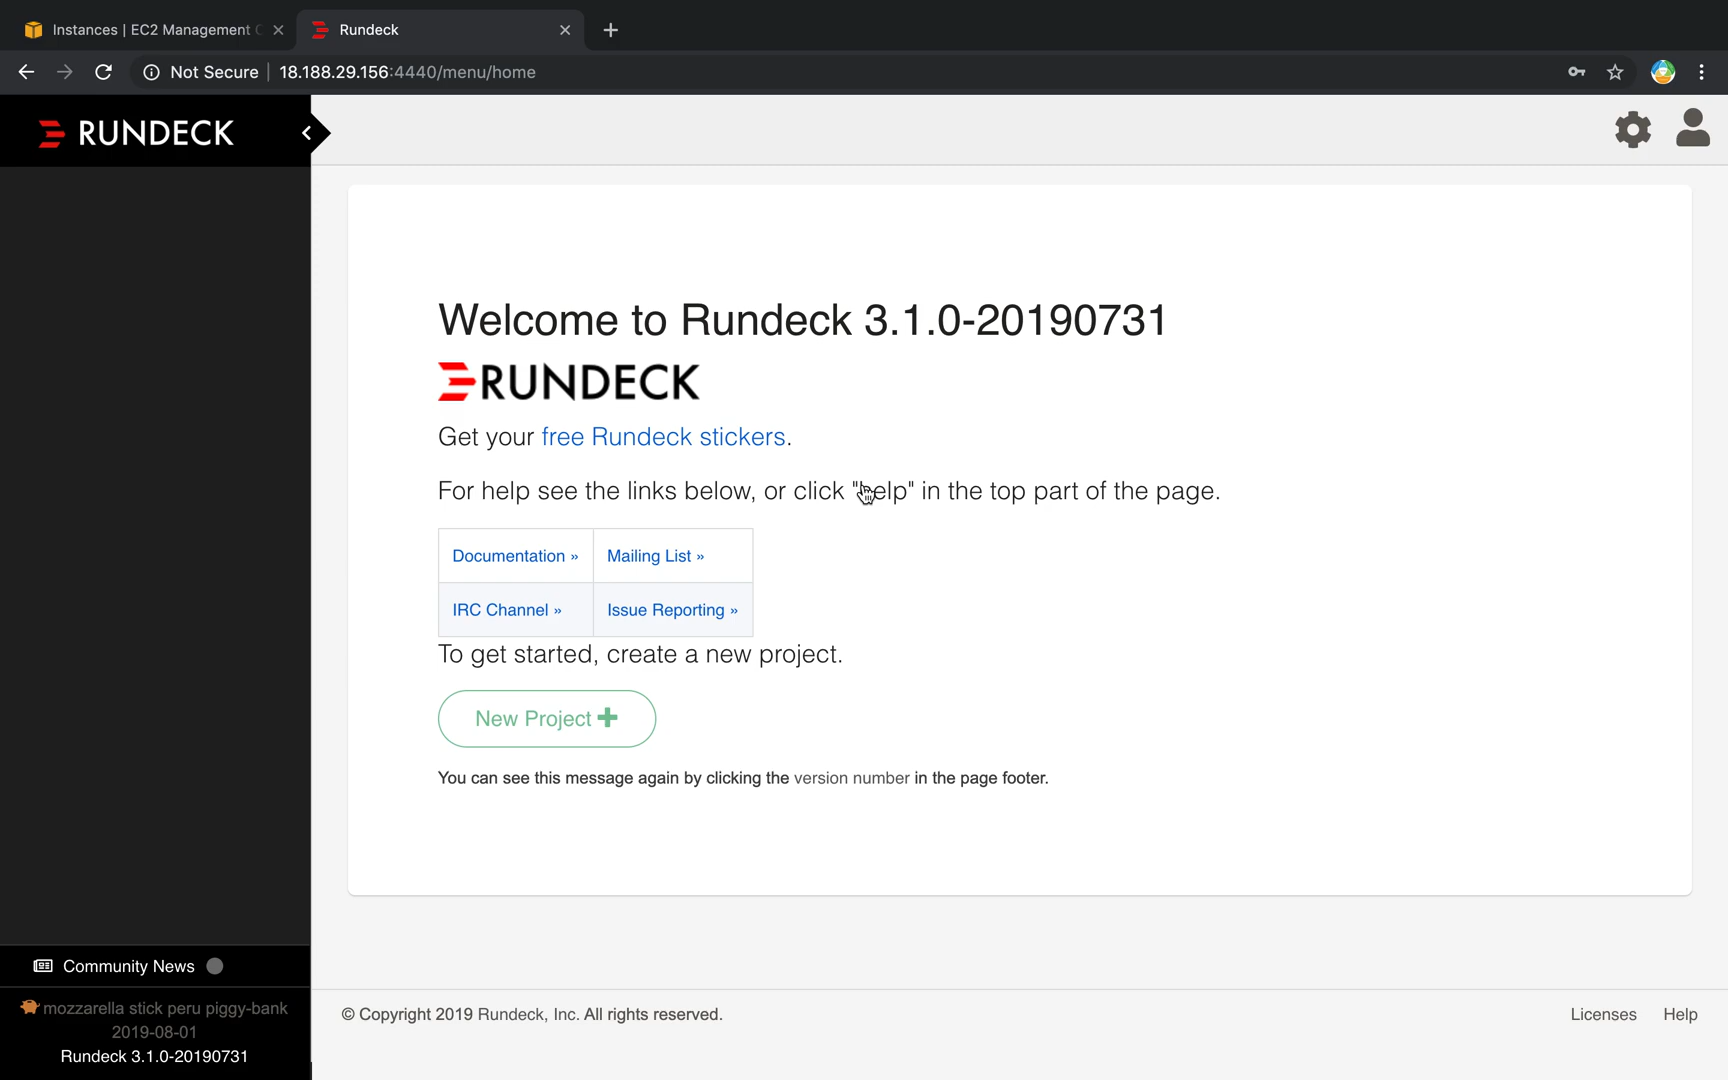 Instances | EC2 Management C
Rundeck
Not Secure | 18.188.29.156:4440/menu/home
RUNDECK
Welcome to Rundeck 3.1.0-20190731
RUNDECK
Get your free Rundeck stickers.
For help see the links below, or click "help" in the top part of the page.
Documentation » Mailing List »
IRC Channel » Issue Reporting »
To get started, create a new project.
New Project
You can see this message again by clicking the version number in the page footer.
Community News
mozzarella stick peru piggy-bank
2019-08-01
Rundeck 3.1.0-20190731
© Copyright 2019 Rundeck, Inc. All rights reserved.
Licenses Help